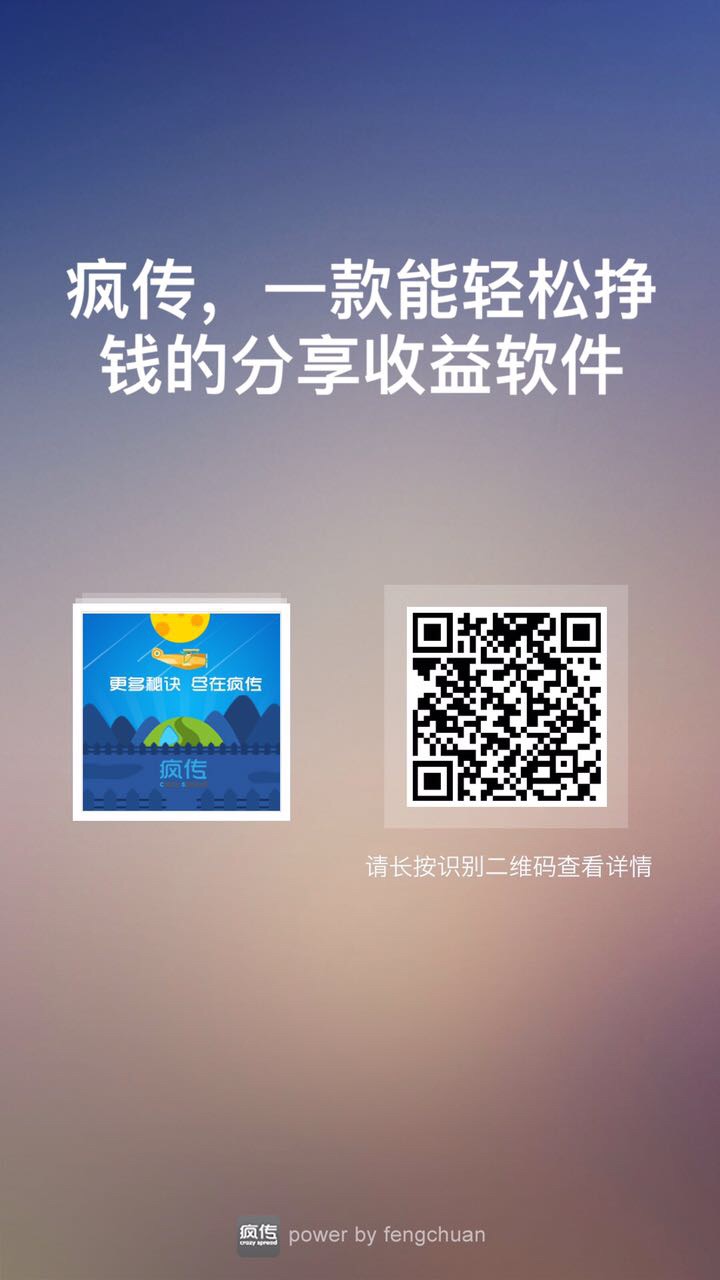 疯传，一款能轻松挣
钱的分享收益软件
更多秘诀 尽在疯传
疯传
请长按识别二维码查看详情
疯传
crazy spread
power by fengchuan